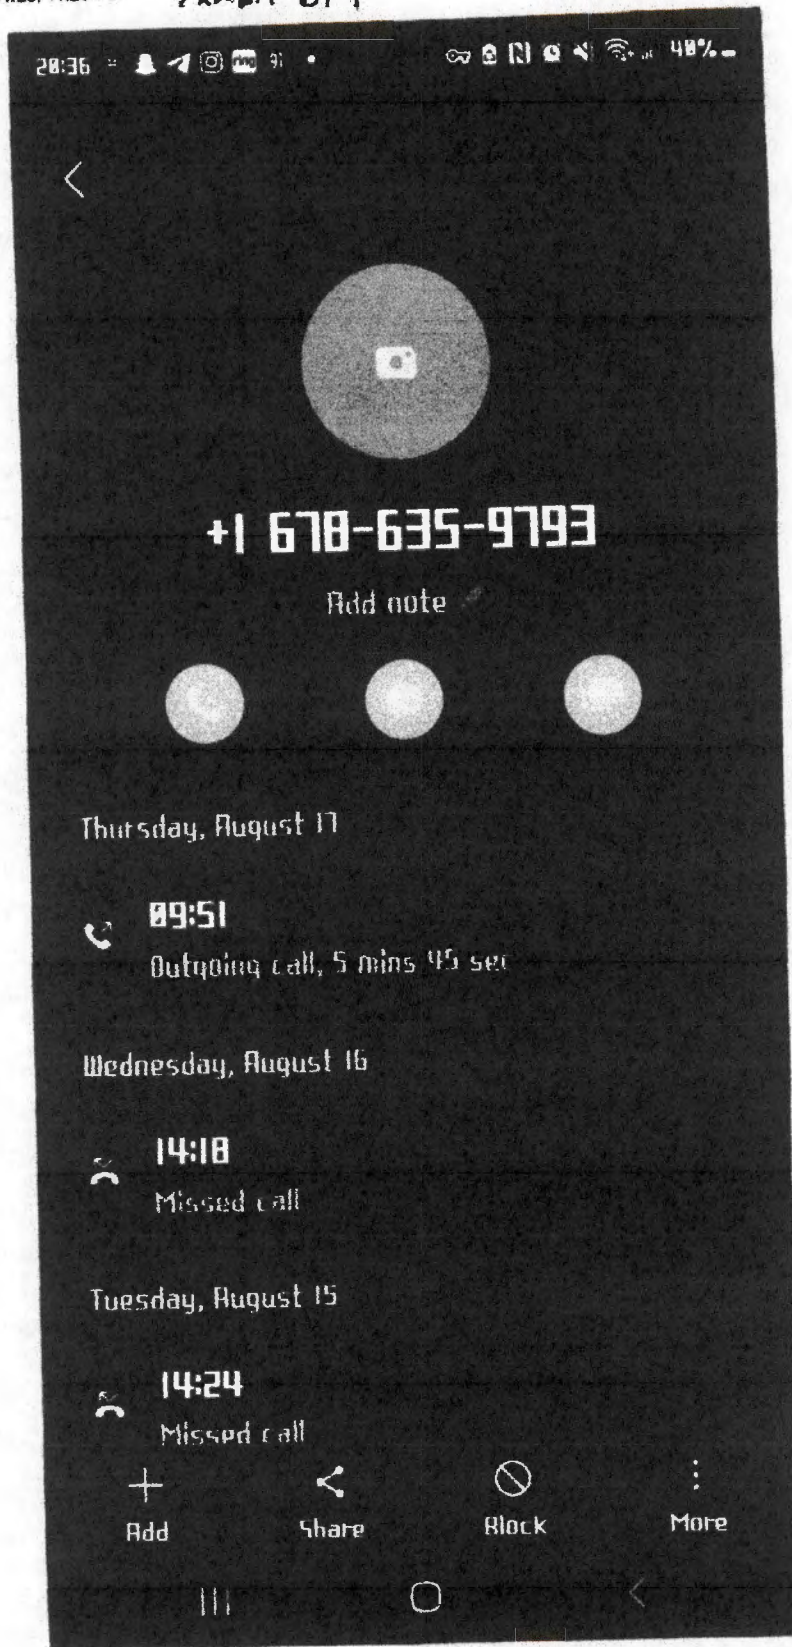 20:36 40%
+1 678-635-9793
Add note
Thursday, August 17
09:51
Outgoing call, 5 mins 45 sec
Wednesday, August 16
14:18
Missed call
Tuesday, August 15
14:24
Missed call
Add Share Block More